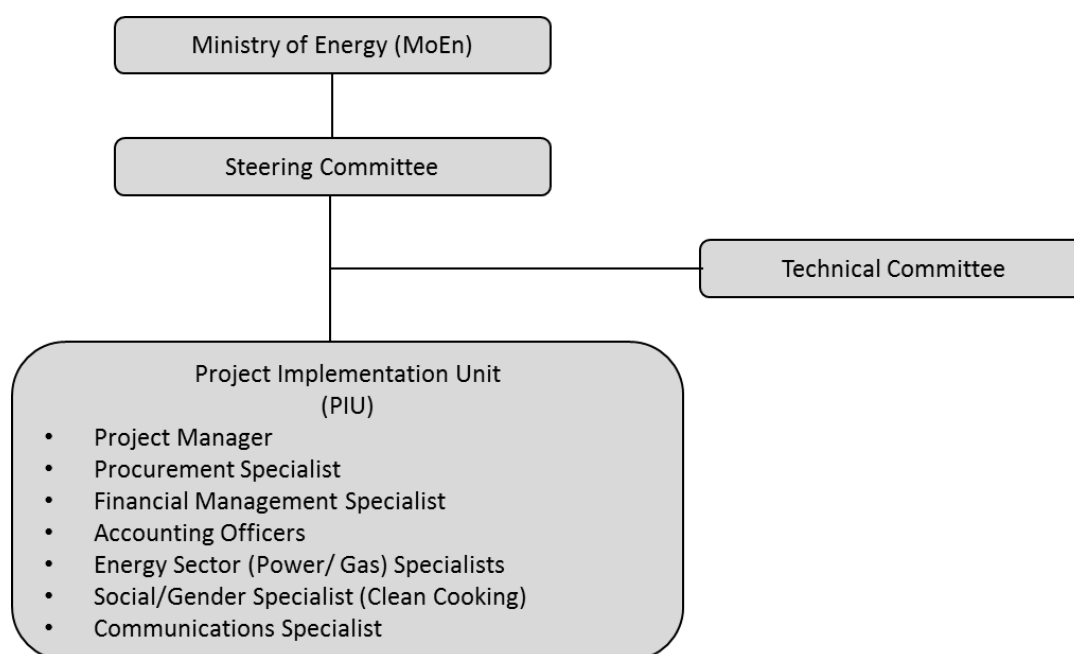 Ministry of Energy (MoEn)
Steering Committee
Technical Committee
Project Implementation Unit
(PIU)
• Project Manager
• Procurement Specialist
• Financial Management Specialist
• Accounting Officers
• Energy Sector (Power/ Gas) Specialists
• Social/Gender Specialist (Clean Cooking)
• Communications Specialist